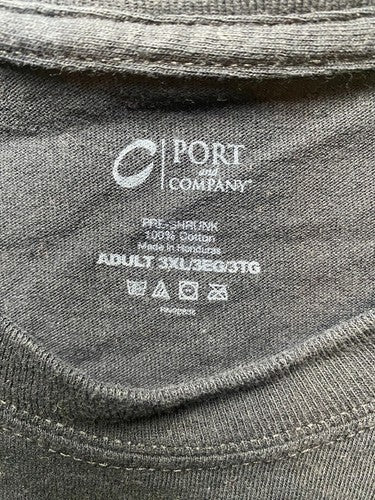 PORT
and
COMPANY®
PRE-SHRUNK
100% Cotton
Made in Honduras
ADULT 3XL/3EG/3TG